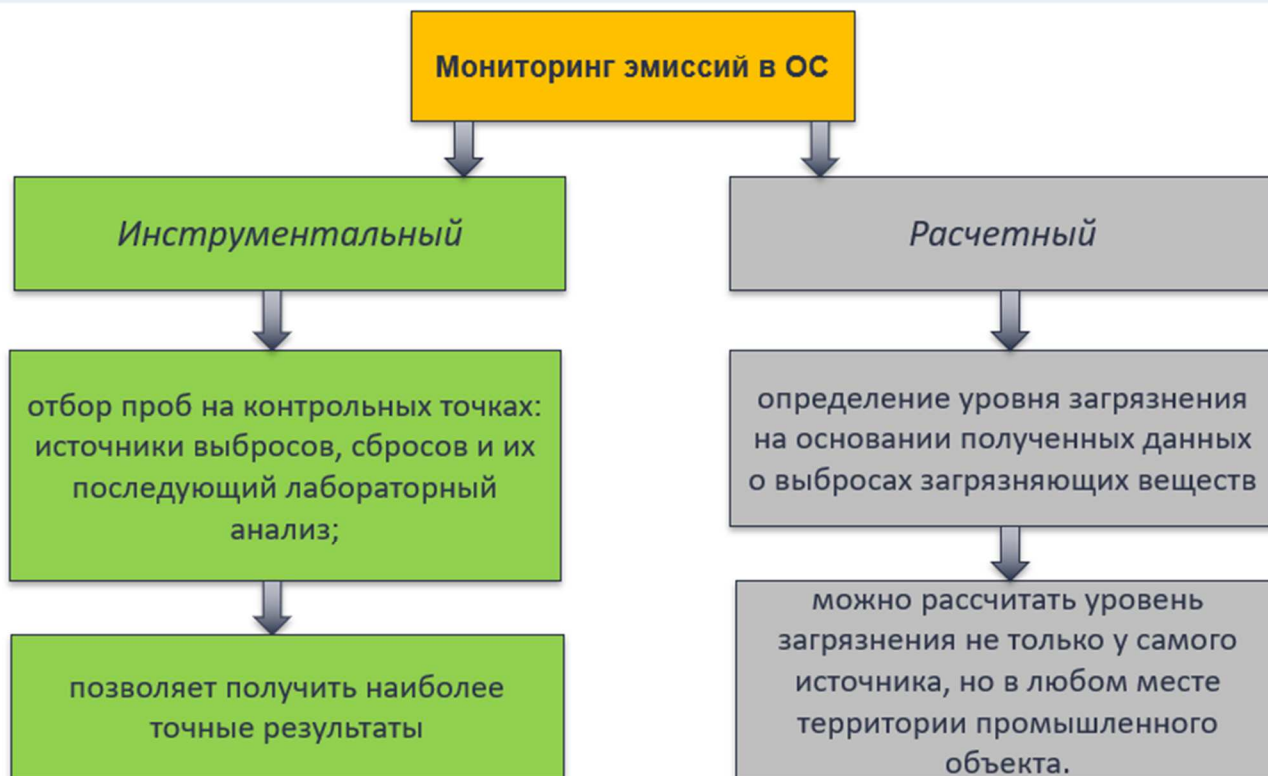 Мониторинг эмиссий в ОС
Инструментальный
Расчетный
отбор проб на контрольных точках:
источники выбросов, сбросов и их
последующий лабораторный
анализ;
определение уровня загрязнения
на основании полученных данных
о выбросах загрязняющих веществ
позволяет получить наиболее
точные результаты
можно рассчитать уровень
загрязнения не только у самого
источника, но в любом месте
территории промышленного
объекта.